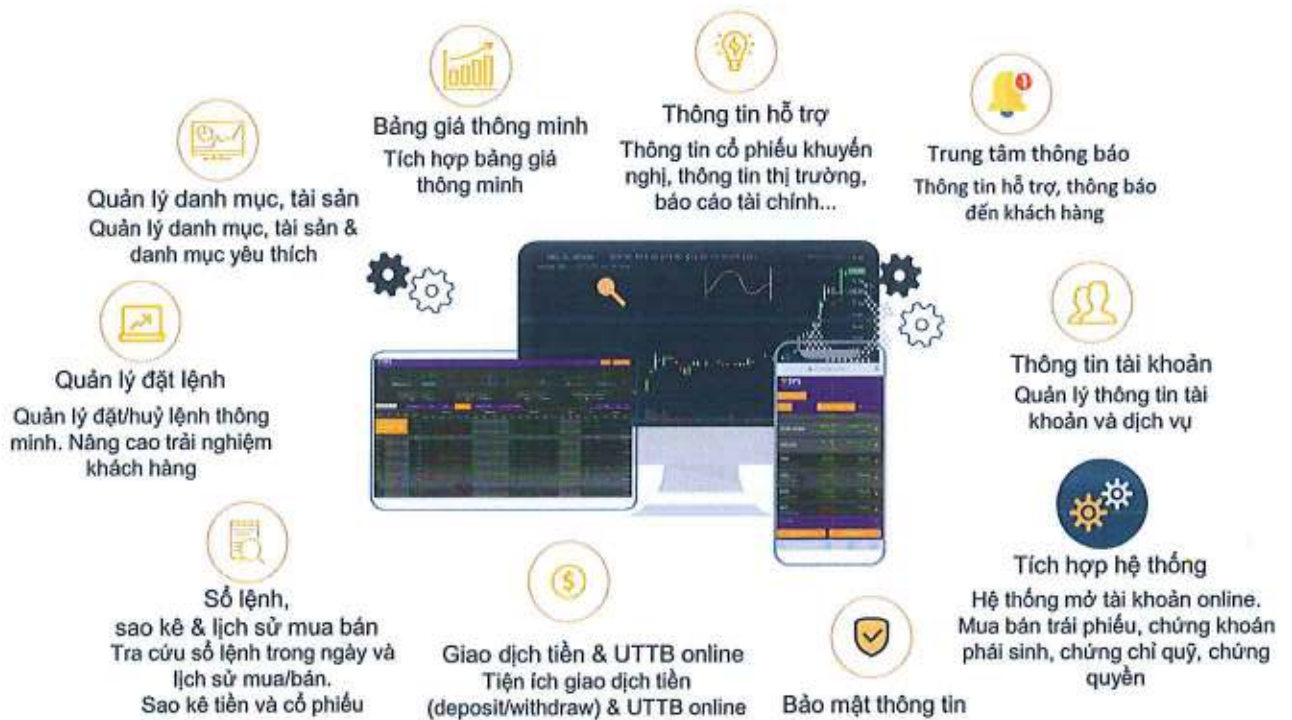 Bảng giá thông minh
Tích hợp bảng giá
thông minh
Thông tin hỗ trợ
Thông tin cổ phiếu khuyến
nghị, thông tin thị trường,
báo cáo tài chính...
Trung tâm thông báo
Thông tin hỗ trợ, thông báo
đến khách hàng
Quản lý danh mục, tài sản
Quản lý danh mục, tài sản &
danh mục yêu thích
Quản lý đặt lệnh
Quản lý đặt/huỷ lệnh thông
minh. Nâng cao trải nghiệm
khách hàng
Thông tin tài khoản
Quản lý thông tin tài
khoản và dịch vụ
Tích hợp hệ thống
Hệ thống mở tài khoản online.
Mua bán trái phiếu, chứng khoán
phái sinh, chứng chỉ quỹ, chứng
quyền
Sổ lệnh,
sao kê & lịch sử mua bán
Tra cứu sổ lệnh trong ngày và
lịch sử mua/bán.
Sao kê tiền và cổ phiếu
Giao dịch tiền & UTTB online
Tiện ích giao dịch tiền
(deposit/withdraw) & UTTB online
Bảo mật thông tin